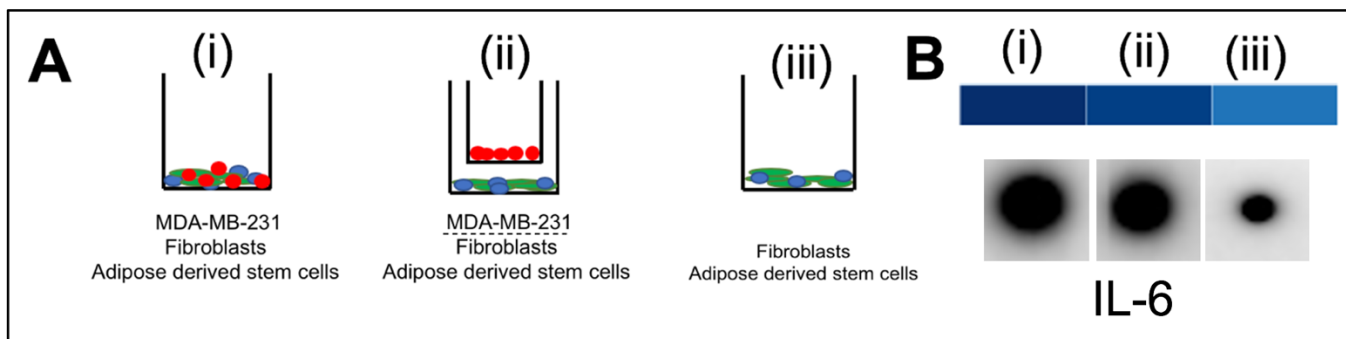 A
(i)
(ii)
(iii)
B
(i)
(ii)
(iii)
MDA-MB-231
Fibroblasts
Adipose derived stem cells
MDA-MB-231
Fibroblasts
Adipose derived stem cells
Fibroblasts
Adipose derived stem cells
IL-6